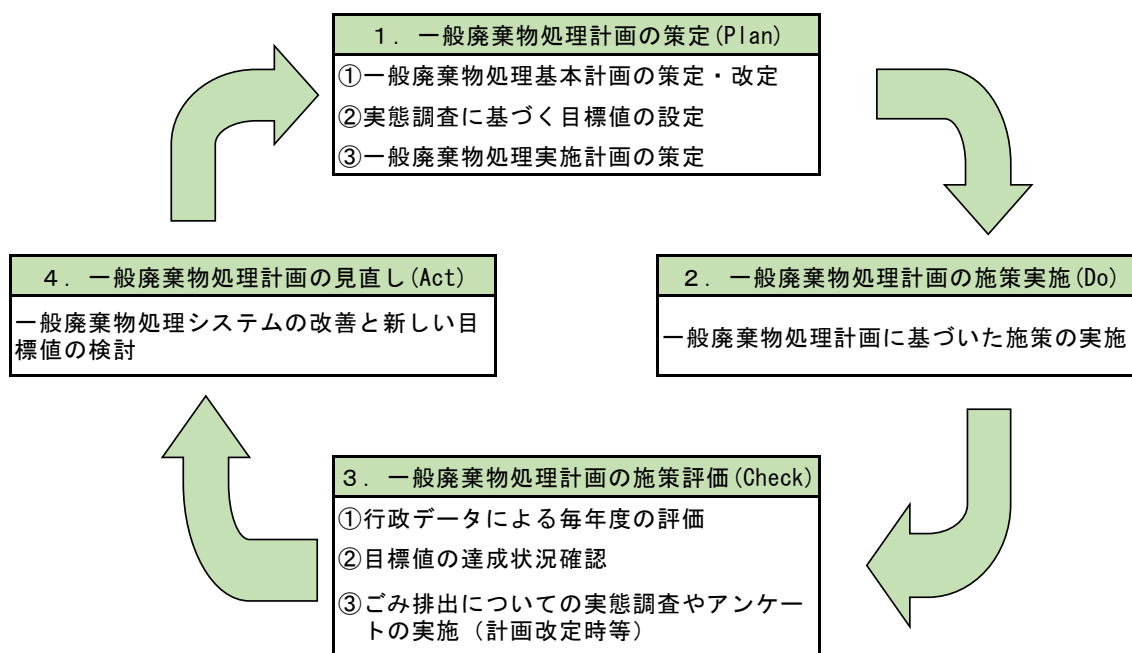 １．一般廃棄物処理計画の策定(Plan)
①一般廃棄物処理基本計画の策定・改定
②実態調査に基づく目標値の設定
③一般廃棄物処理実施計画の策定
４．一般廃棄物処理計画の見直し(Act)
一般廃棄物処理システムの改善と新しい目
標値の検討
２．一般廃棄物処理計画の施策実施(Do)
一般廃棄物処理計画に基づいた施策の実施
３．一般廃棄物処理計画の施策評価(Check)
①行政データによる毎年度の評価
②目標値の達成状況確認
③ごみ排出についての実態調査やアンケー
トの実施（計画改定時等）